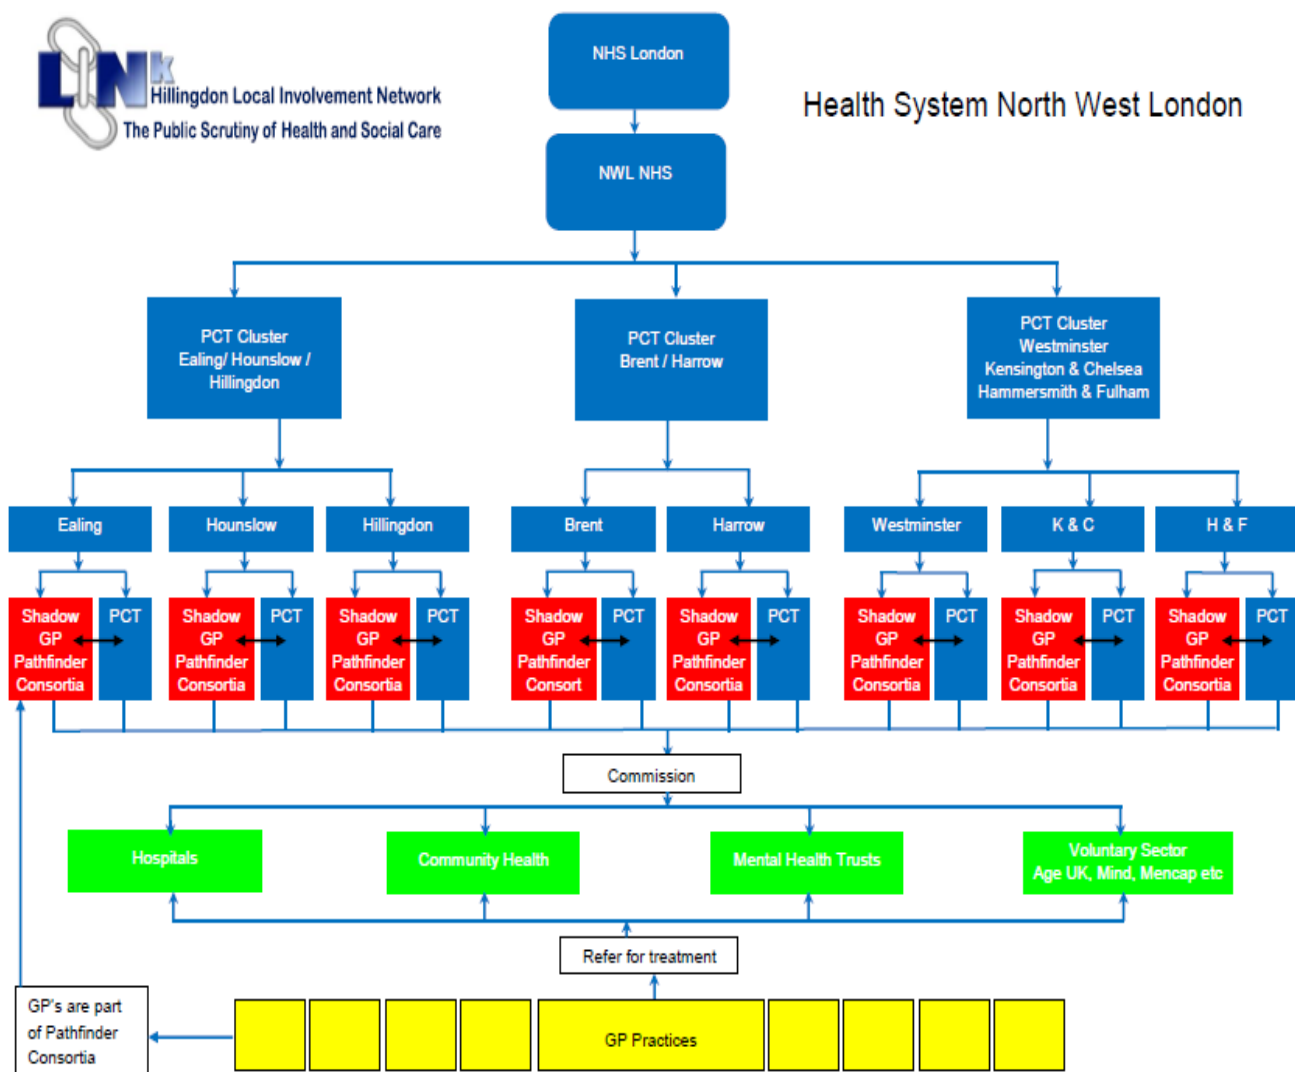 LINk
Hillingdon Local Involvement Network
The Public Scrutiny of Health and Social Care
Health System North West London
NHS London
NWL NHS
PCT Cluster
Ealing/ Hounslow /
Hillingdon
PCT Cluster
Brent / Harrow
PCT Cluster
Westminster
Kensington & Chelsea
Hammersmith & Fulham
Ealing
Hounslow
Hillingdon
Brent
Harrow
Westminster
K & C
H & F
Shadow
GP
Pathfinder
Consortia
PCT
Shadow
GP
Pathfinder
Consortia
PCT
Shadow
GP
Pathfinder
Consortia
PCT
Shadow
GP
Pathfinder
Consort
PCT
Shadow
GP
Pathfinder
Consortia
PCT
Shadow
GP
Pathfinder
Consortia
PCT
Shadow
GP
Pathfinder
Consortia
PCT
Shadow
GP
Pathfinder
Consortia
PCT
Commission
Hospitals
Community Health
Mental Health Trusts
Voluntary Sector
Age UK, Mind, Mencap etc
Refer for treatment
GP's are part
of Pathfinder
Consortia
GP Practices